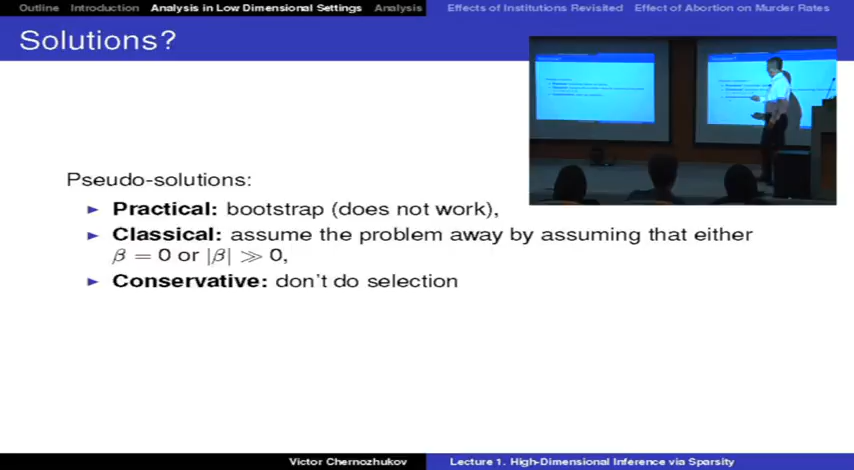 Outline Introduction Analysis in Low Dimensional Settings Analysis Effects of Institutions Revisited Effect of Abortion on Murder Rates
Solutions?
Pseudo-solutions:
► Practical: bootstrap (does not work),
► Classical: assume the problem away by assuming that either
β = 0 or |β| ≫ 0,
► Conservative: don't do selection
Victor Chernozhukov Lecture 1. High-Dimensional Inference via Sparsity